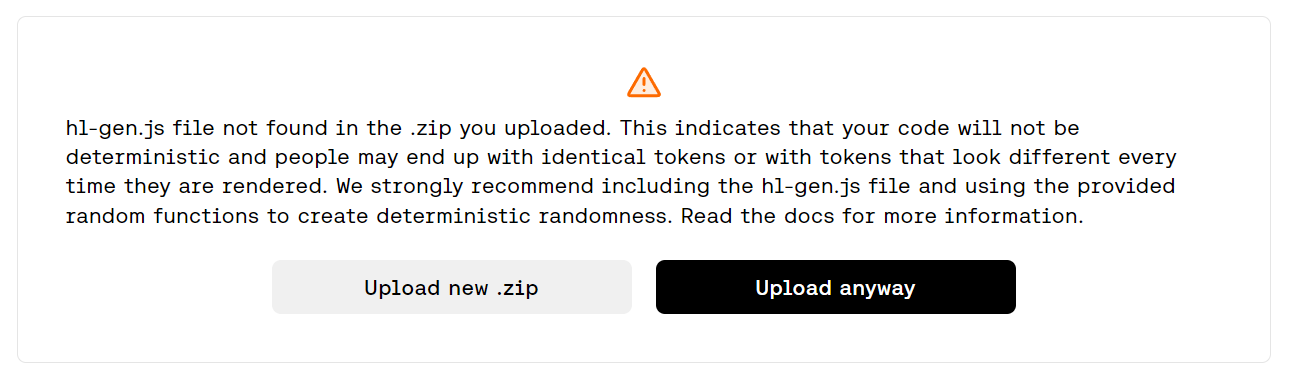 hl-gen.js file not found in the .zip you uploaded. This indicates that your code will not be
deterministic and people may end up with identical tokens or with tokens that look different every
time they are rendered. We strongly recommend including the hl-gen.js file and using the provided
random functions to create deterministic randomness. Read the docs for more information.
Upload new .zip
Upload anyway